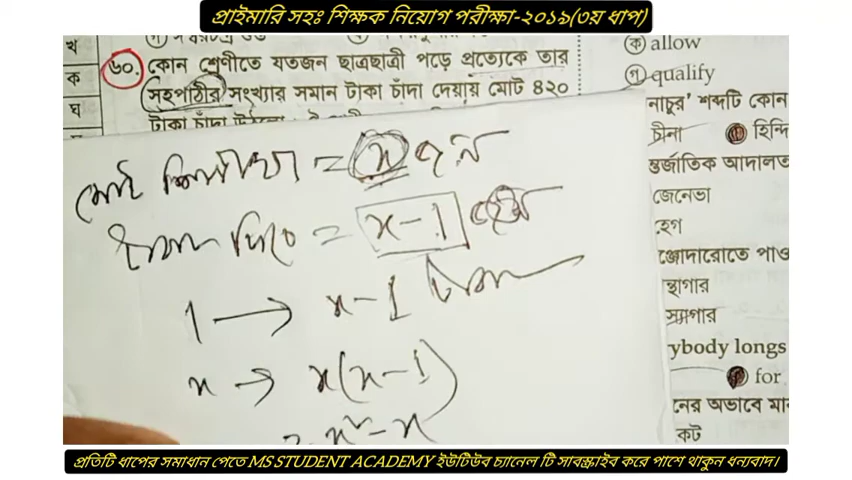 প্রাইমারি সহঃ শিক্ষক নিয়োগ পরীক্ষা-২০১৯(৩য় ধাপ)
খ
ক
ঘ
৬০. কোন শ্রেণীতে যতজন ছাত্রছাত্রী পড়ে প্রত্যেকে তার
সহপাঠীর সংখ্যার সমান টাকা চাঁদা দেয়ায় মোট ৪২০
টাকা চাঁদা উঠলো
= x জন
= x-1
1 → x-1 টাকা
x → x(x-1)
= x² - x
ক allow
গ qualify
নাচুর’ শব্দটি কোন
চীনা হিন্দি
ন্তর্জাতিক আদালত
জেনেভা
হেগ
ঞ্জোদারোতে পাও
স্থাগার
স্যাগার
ybody longs
for
নের অভাবে মা
কট
প্রতিটি ধাপের সমাধান পেতে MS STUDENT ACADEMY ইউটিউব চ্যানেল টি সাবস্ক্রাইব করে পাশে থাকুন ধন্যবাদ।